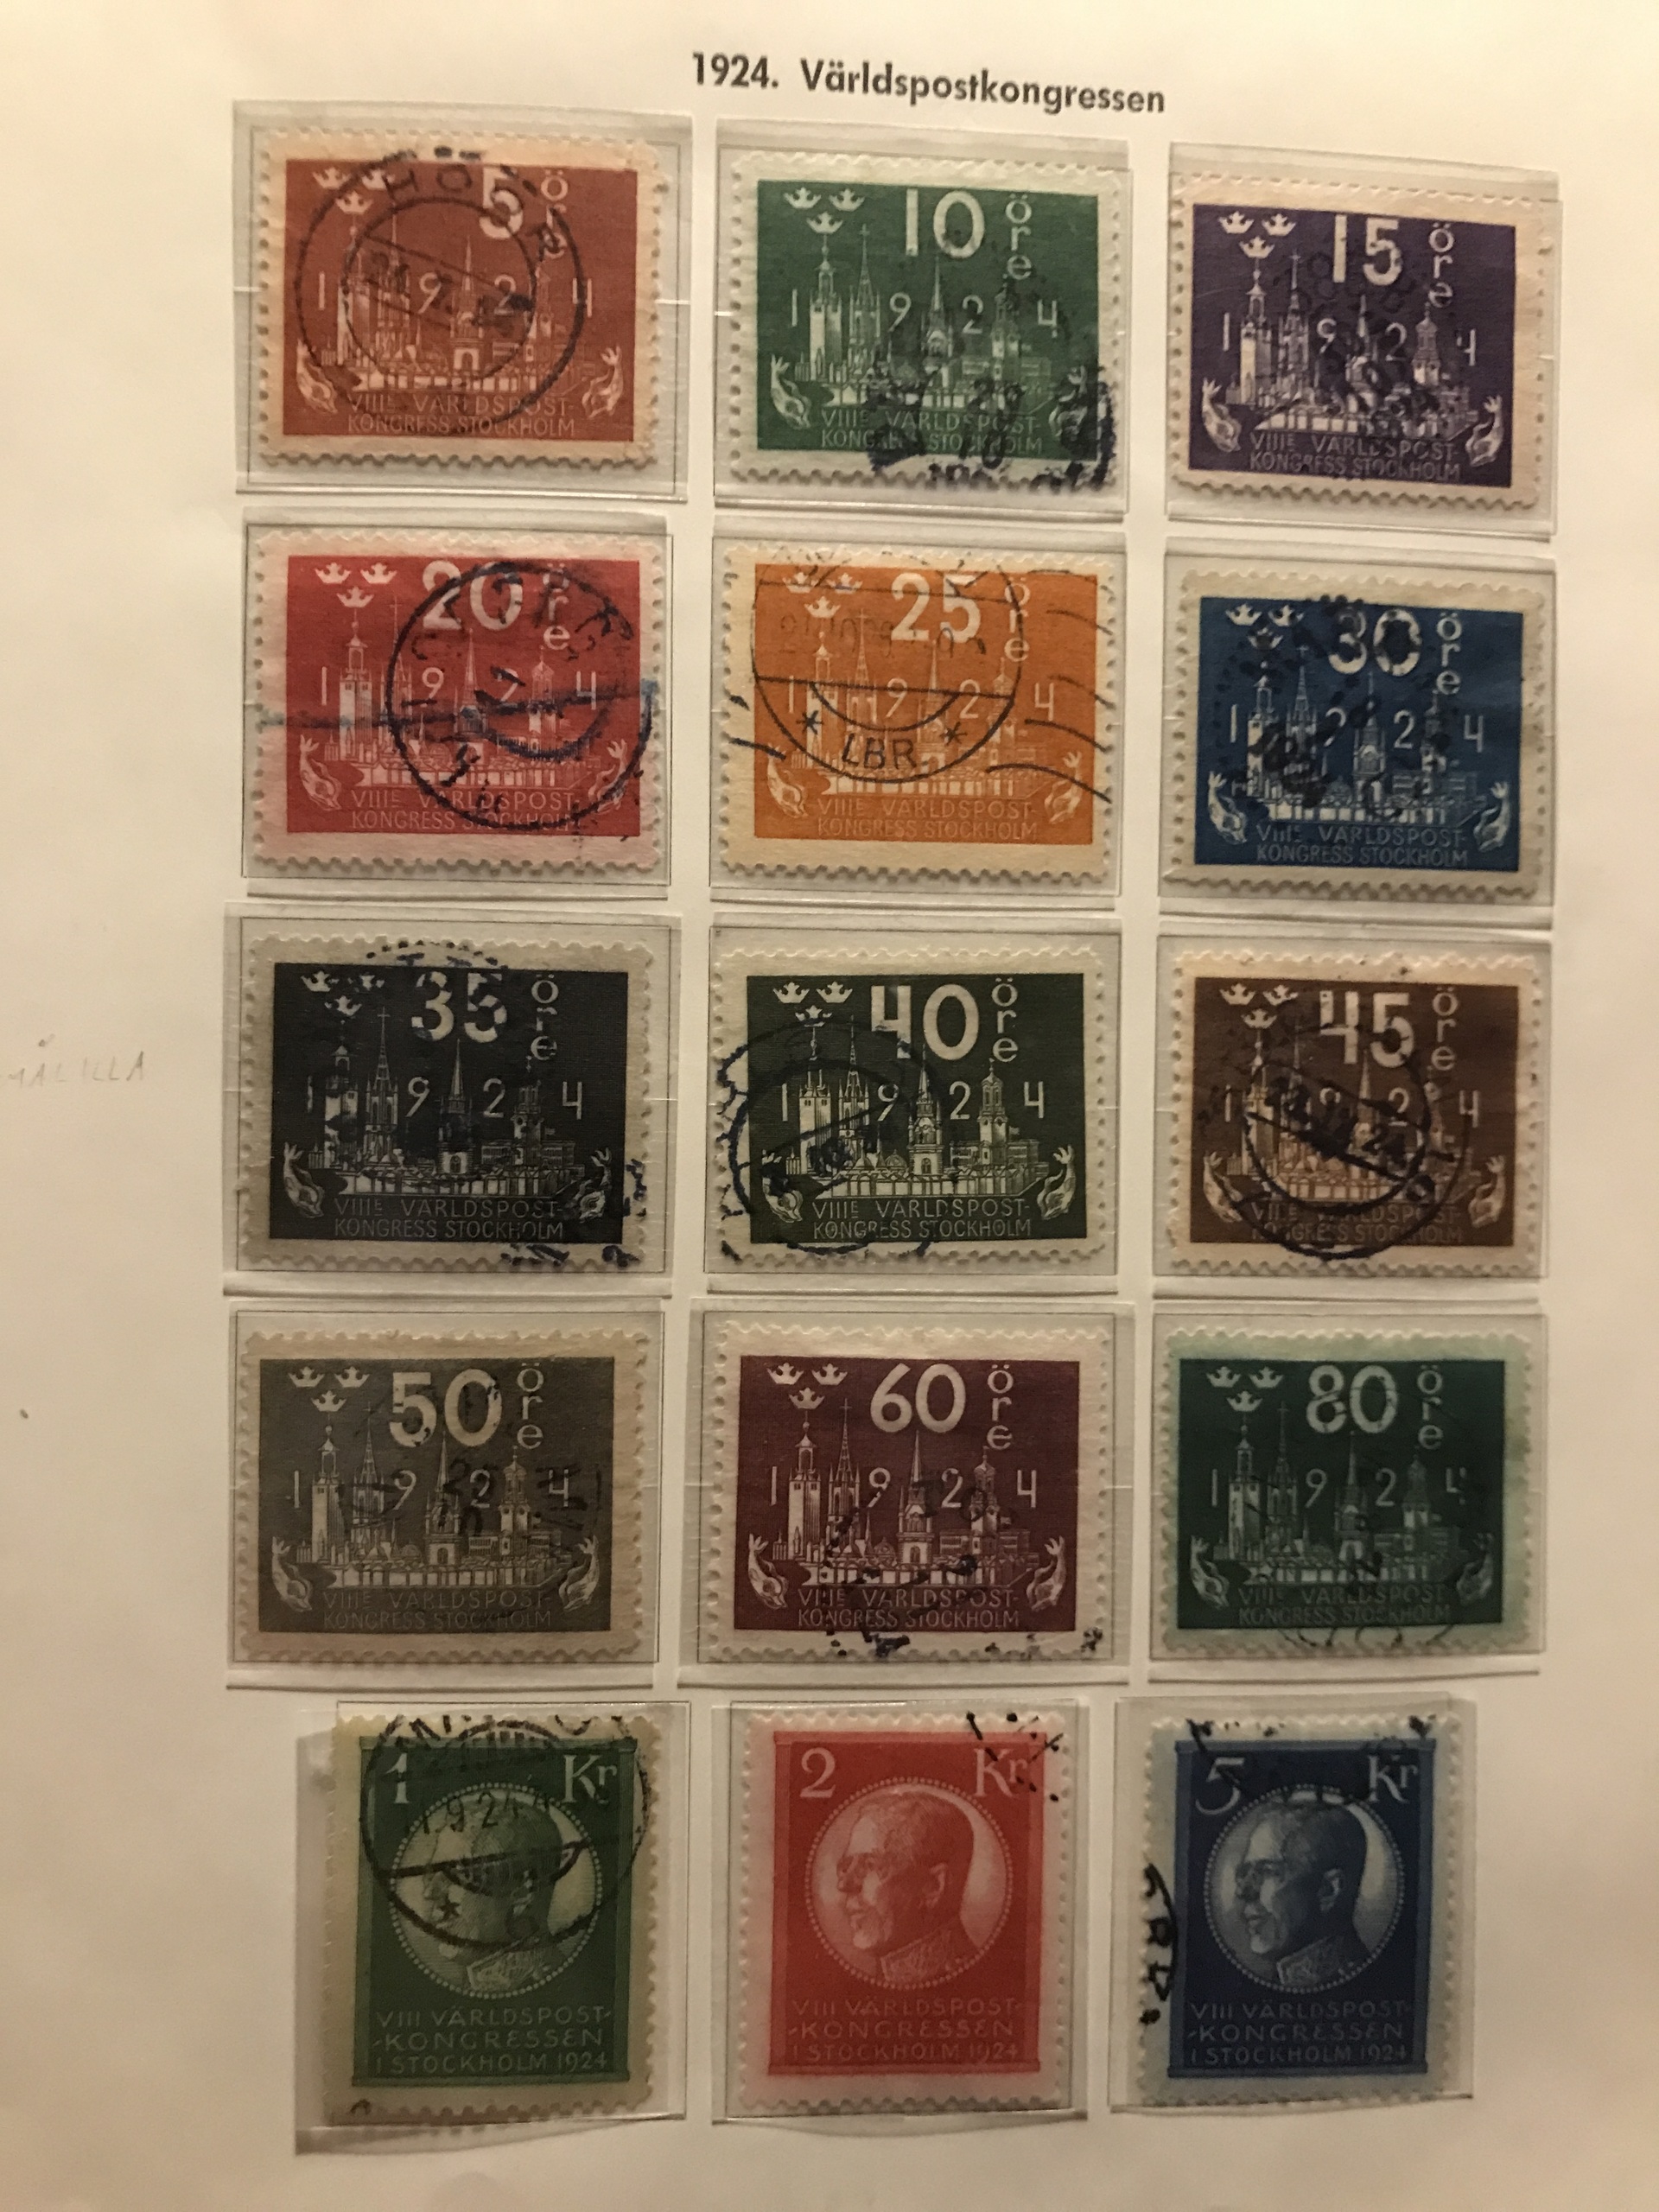 1924. Världspostkongressen
HÖÖR
5 öre
1 9 2 4
VIIIE VÄRLDSPOST-
KONGRESS STOCKHOLM
10 öre
1 9 2 4
VIIIE VÄRLDSPOST-
KONGRESS STOCKHOLM
15 öre
1 9 2 4
VIIIE VÄRLDSPOST-
KONGRESS STOCKHOLM
20 öre
1 9 2 4
VIIIE VÄRLDSPOST-
KONGRESS STOCKHOLM
25 öre
1 9 2 4
* LBR *
VIIIE VÄRLDSPOST-
KONGRESS STOCKHOLM
30 öre
1 9 2 4
VIIIE VÄRLDSPOST-
KONGRESS STOCKHOLM
MÅLILLA
35 öre
1 9 2 4
VIIIE VÄRLDSPOST-
KONGRESS STOCKHOLM
40 öre
1 9 2 4
VIIIE VÄRLDSPOST-
KONGRESS STOCKHOLM
45 öre
1 9 2 4
VIIIE VÄRLDSPOST-
KONGRESS STOCKHOLM
50 öre
1 9 2 4
VIIIE VÄRLDSPOST-
KONGRESS STOCKHOLM
60 öre
1 9 2 4
VIIIE VÄRLDSPOST-
KONGRESS STOCKHOLM
80 öre
1 9 2 4
VIIIE VÄRLDSPOST-
KONGRESS STOCKHOLM
1 Kr
VIII VÄRLDSPOST-
-KONGRESSEN
I STOCKHOLM 1924
2 Kr
VIII VÄRLDSPOST-
-KONGRESSEN
I STOCKHOLM 1924
5 Kr
VIII VÄRLDSPOST-
-KONGRESSEN
I STOCKHOLM 1924